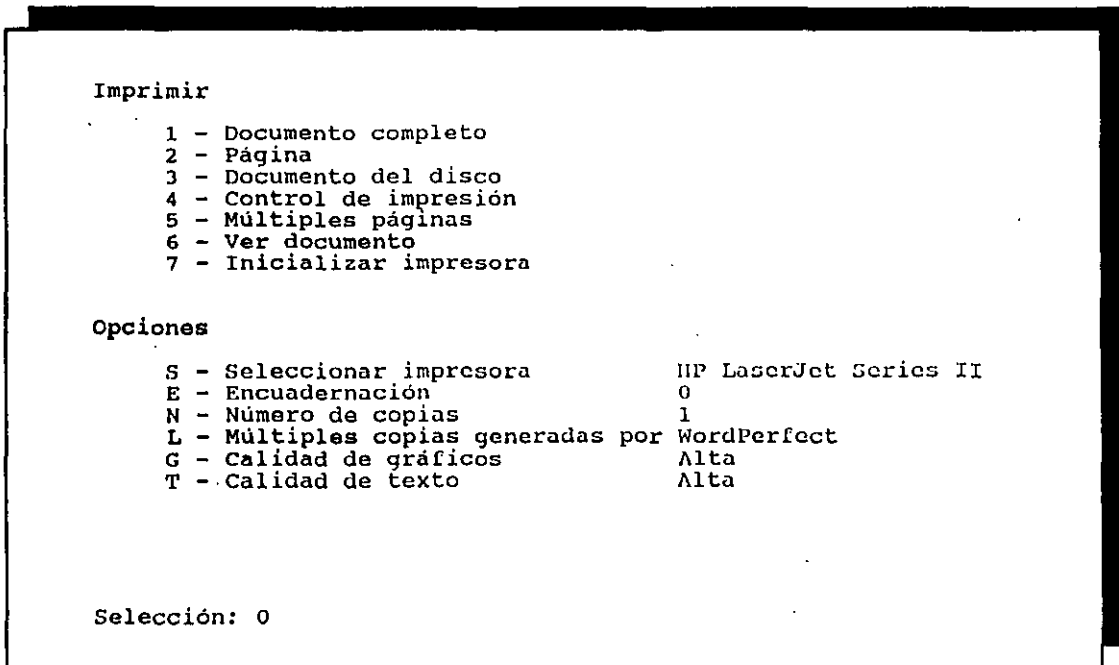 Imprimir
1 - Documento completo
2 - Página
3 - Documento del disco
4 - Control de impresión
5 - Múltiples páginas
6 - Ver documento
7 - Inicializar impresora
Opciones
S - Seleccionar impresora HP LaserJet Series II
E - Encuadernación 0
N - Número de copias 1
L - Múltiples copias generadas por WordPerfect
G - Calidad de gráficos Alta
T - Calidad de texto Alta
Selección: 0